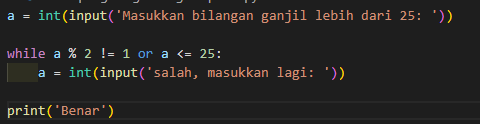 a = int(input('Masukkan bilangan ganjil lebih dari 25: '))
while a % 2 != 1 or a <= 25:
    a = int(input('salah, masukkan lagi: '))
print('Benar')